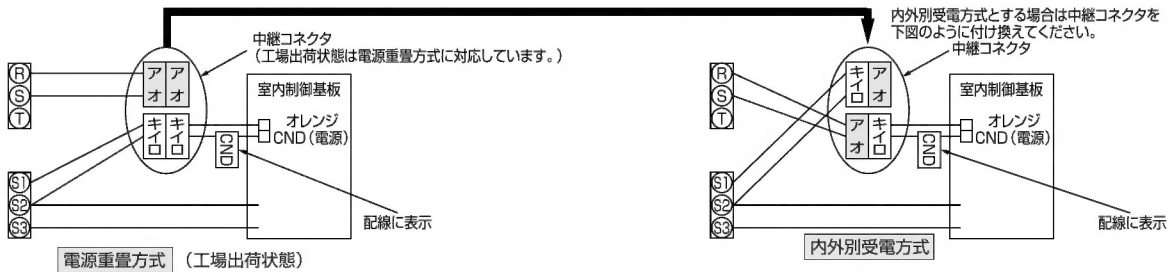 中継コネクタ
（工場出荷状態は電源重畳方式に対応しています。）
R
S
T
アオ
アオ
キイロ
キイロ
室内制御基板
オレンジ
CND（電源）
CND
S1
S2
S3
配線に表示
電源重畳方式 （工場出荷状態）
内外別受電方式とする場合は中継コネクタを
下図のように付け換えてください。
中継コネクタ
R
S
T
キイロ
アオ
アオ
キイロ
室内制御基板
オレンジ
CND（電源）
CND
S1
S2
S3
配線に表示
内外別受電方式